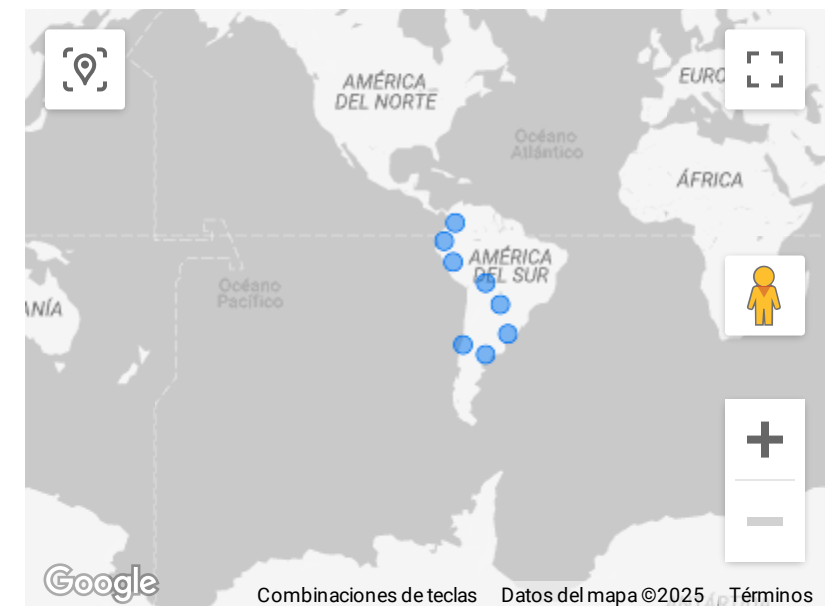 AMÉRICA
DEL NORTE
EURO
Océano
Atlántico
ÁFRICA
AMÉRICA
DEL SUR
Océano
Pacífico
NÍA
Google
Combinaciones de teclas
Datos del mapa ©2025
Términos